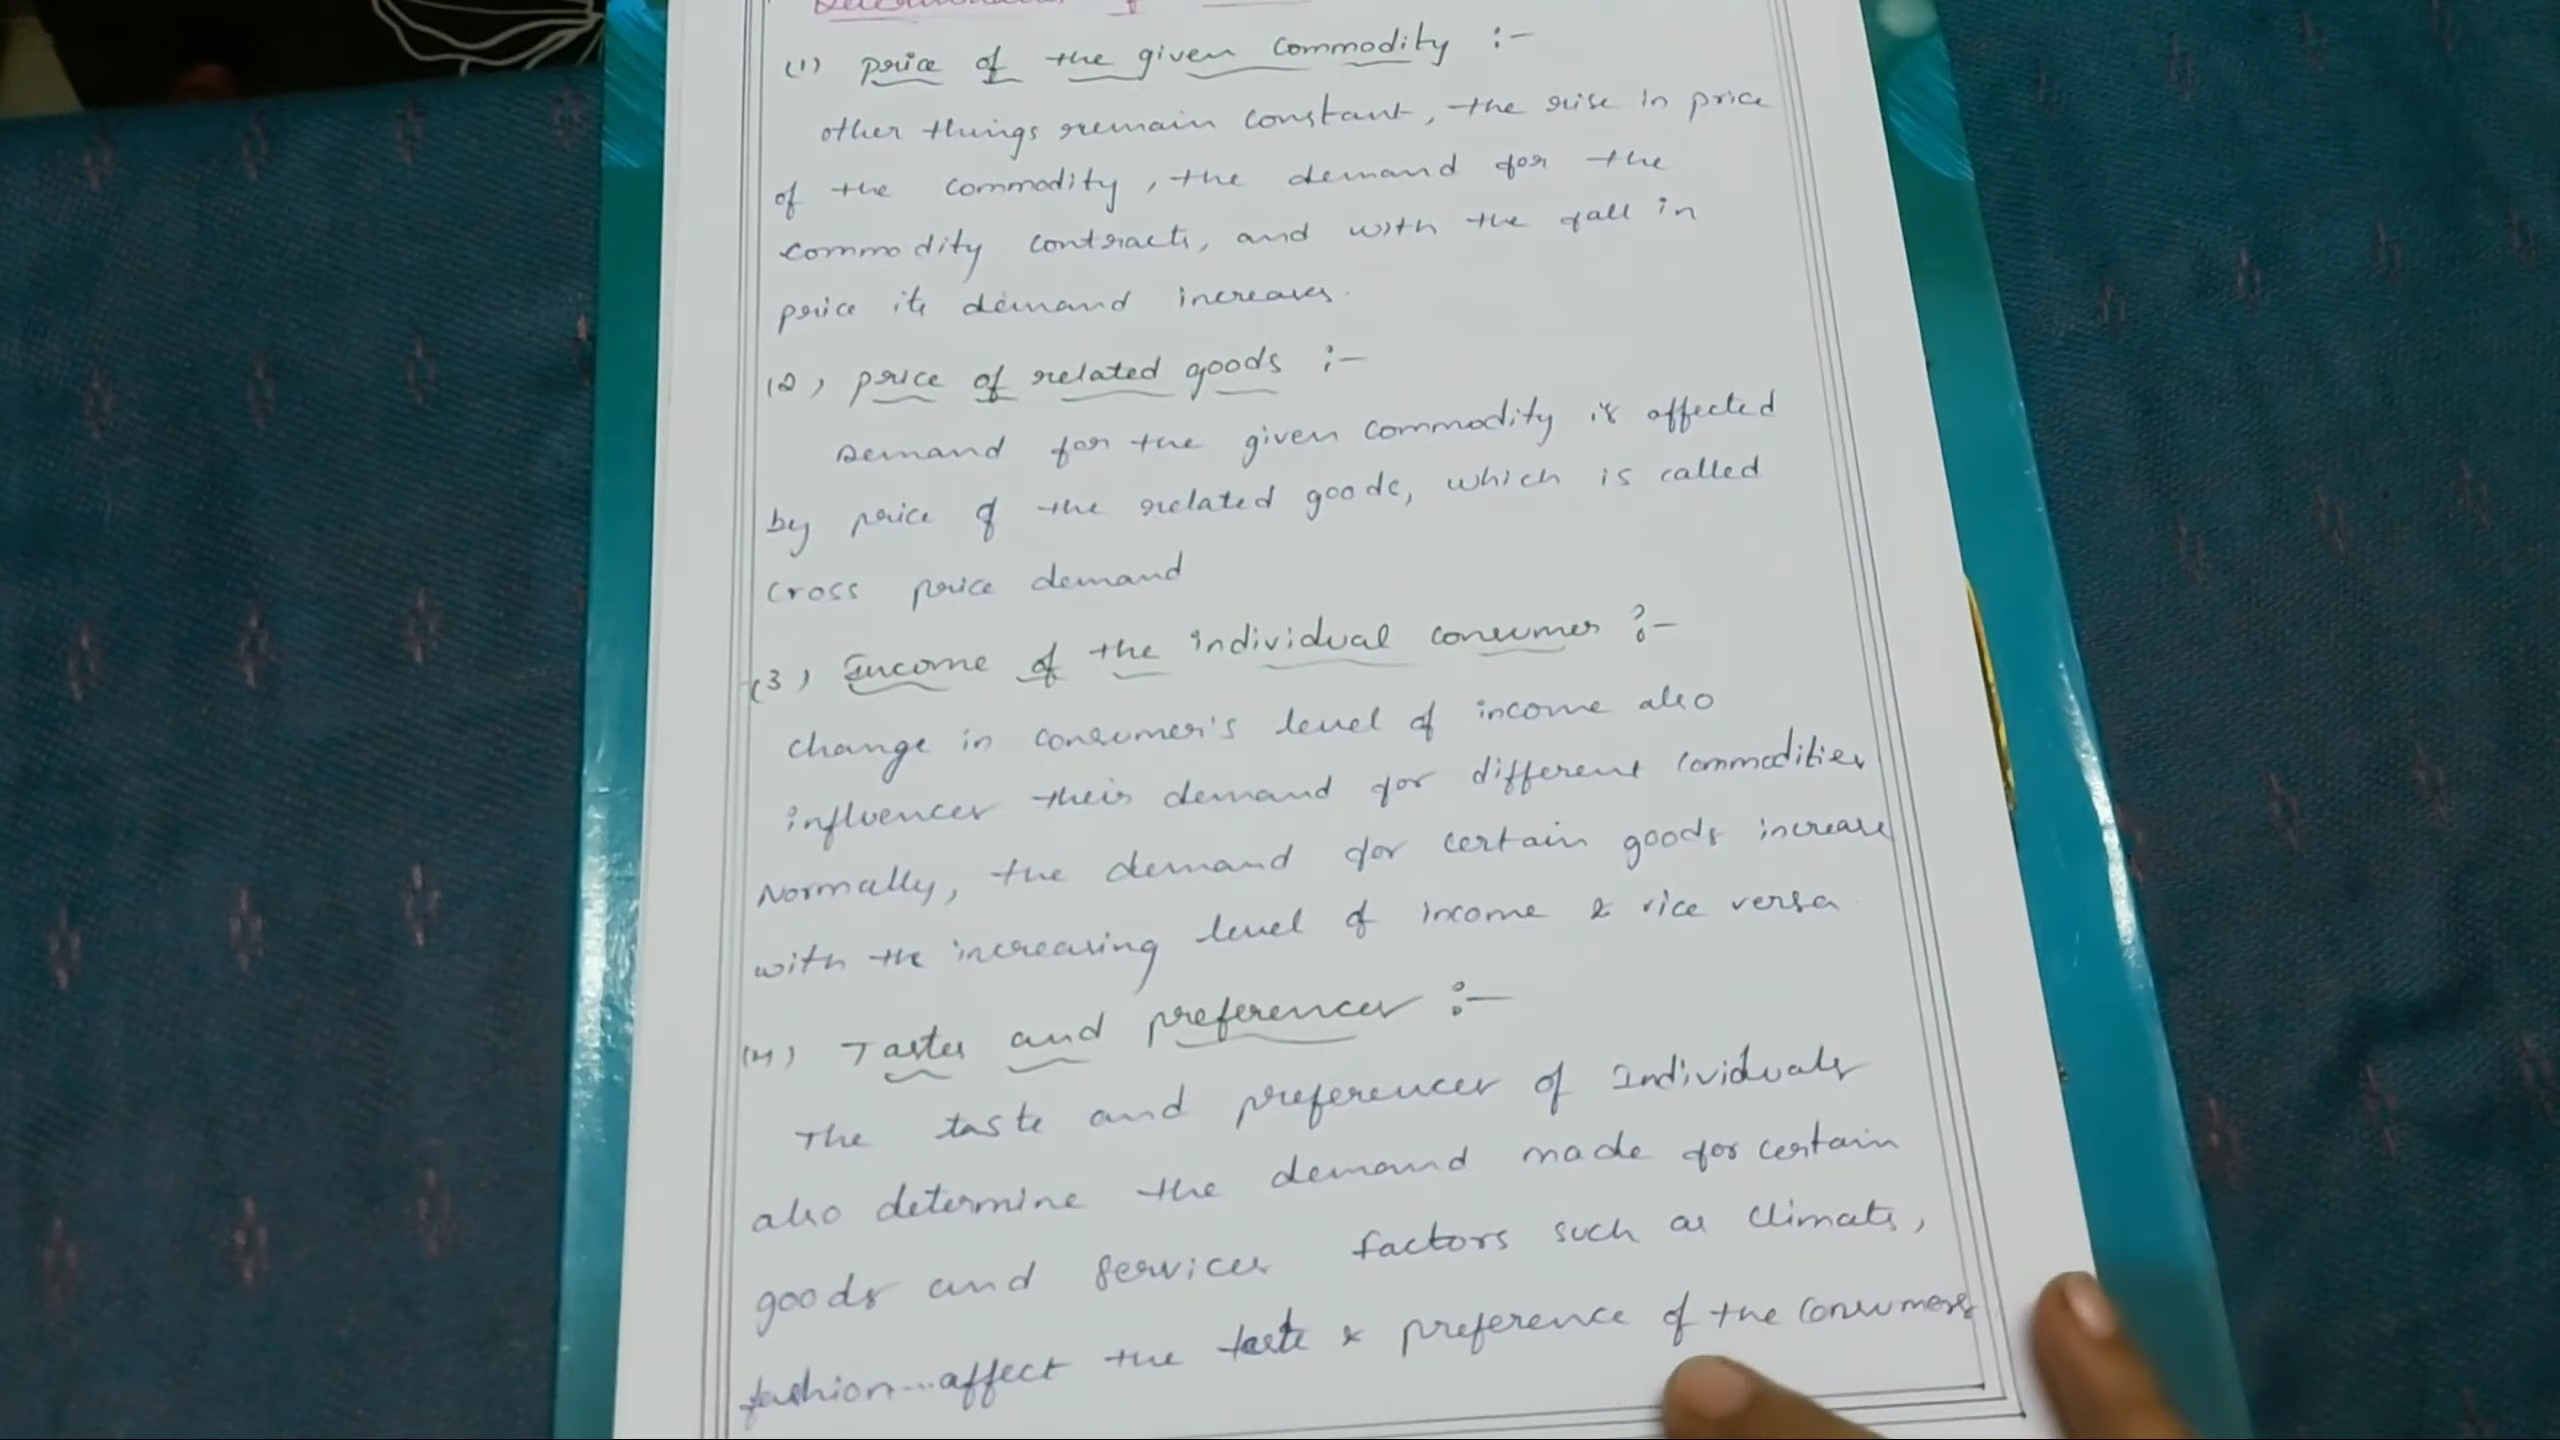 (1) price of the given commodity :-
other things remain constant, the rise in price
of the commodity, the demand for the
commodity contracts, and with the fall in
price its demand increases.
(2) price of related goods :-
Demand for the given commodity is affected
by price of the related goods, which is called
cross price demand
(3) Income of the individual consumer :-
change in consumer's level of income also
influences their demand for different commodities
Normally, the demand for certain goods increase
with the increasing level of income & vice versa
(4) Tastes and preferences :-
The taste and preferences of Individuals
also determine the demand made for certain
goods and services factors such as climate,
fashion...affect the taste & preference of the consumers